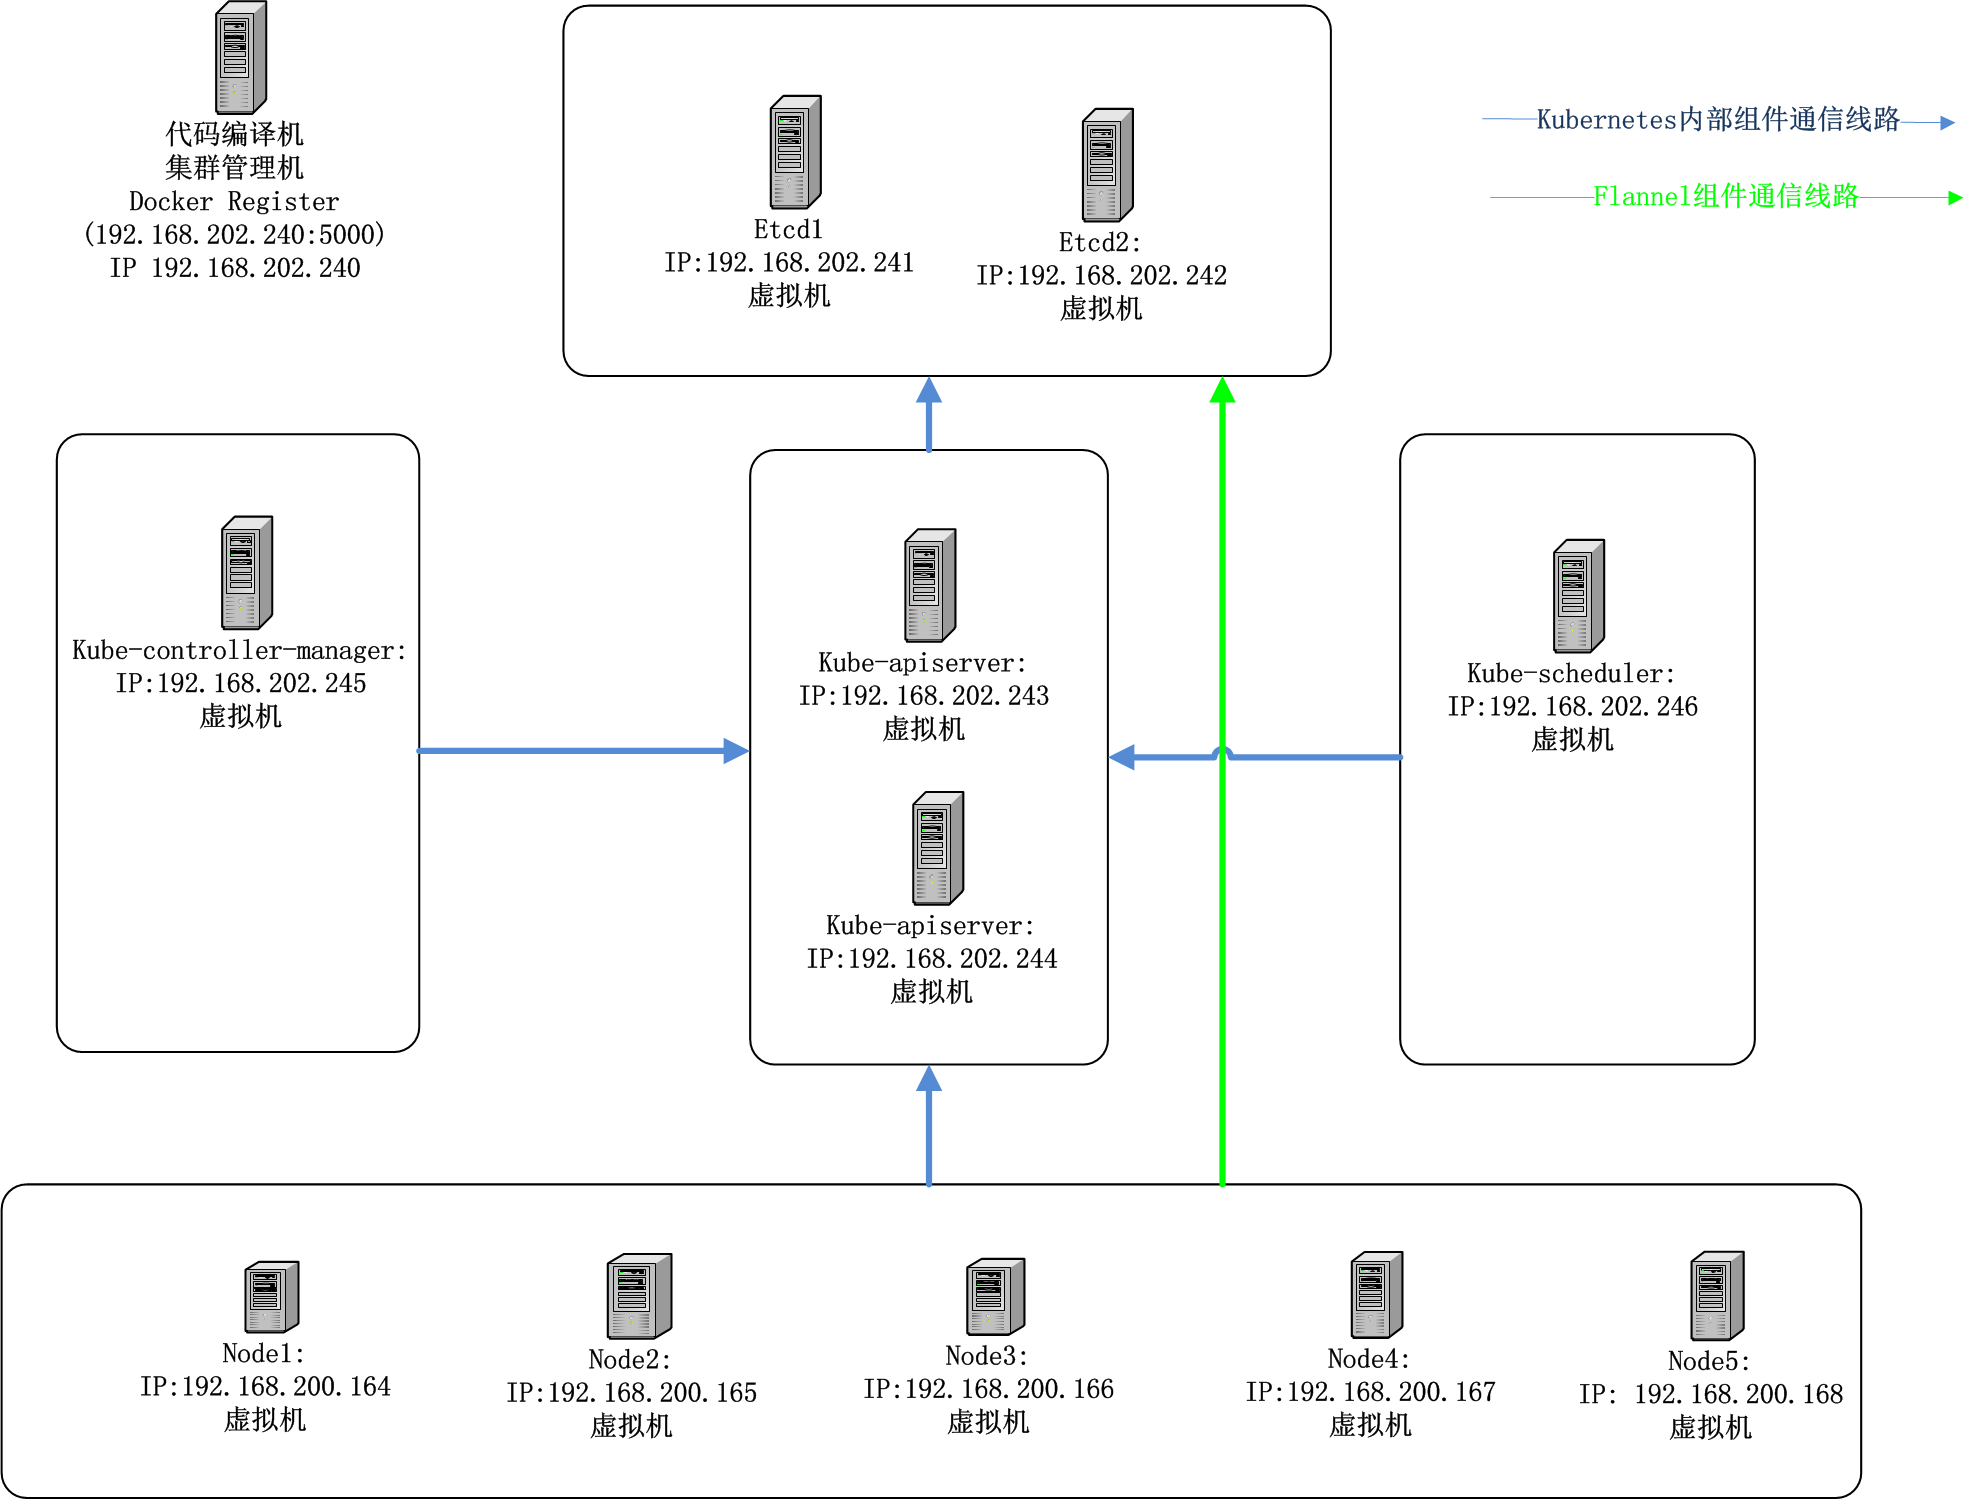 代码编译机
集群管理机
Docker Register
(192.168.202.240:5000)
IP 192.168.202.240
Etcd1
IP:192.168.202.241
虚拟机
Etcd2:
IP:192.168.202.242
虚拟机
Kubernetes内部组件通信线路
Flannel组件通信线路
Kube-controller-manager:
IP:192.168.202.245
虚拟机
Kube-apiserver:
IP:192.168.202.243
虚拟机
Kube-apiserver:
IP:192.168.202.244
虚拟机
Kube-scheduler:
IP:192.168.202.246
虚拟机
Node1:
IP:192.168.200.164
虚拟机
Node2:
IP:192.168.200.165
虚拟机
Node3:
IP:192.168.200.166
虚拟机
Node4:
IP:192.168.200.167
虚拟机
Node5:
IP: 192.168.200.168
虚拟机